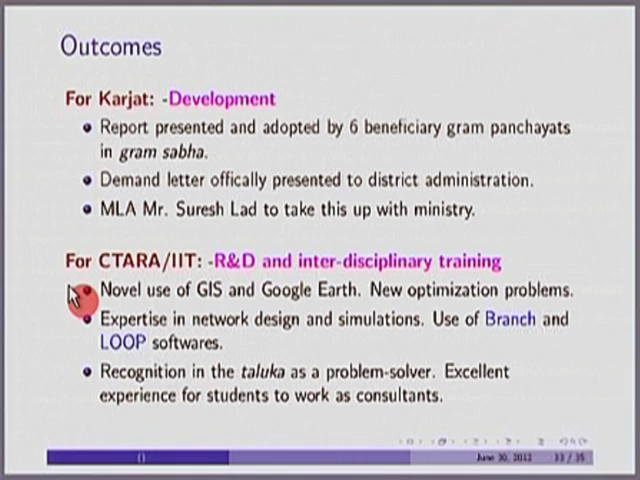 Outcomes
For Karjat: -Development
Report presented and adopted by 6 beneficiary gram panchayats
in gram sabha.
Demand letter offically presented to district administration.
MLA Mr. Suresh Lad to take this up with ministry.
For CTARA/IIT: -R&D and inter-disciplinary training
Novel use of GIS and Google Earth. New optimization problems.
Expertise in network design and simulations. Use of Branch and
LOOP softwares.
Recognition in the taluka as a problem-solver. Excellent
experience for students to work as consultants.
() June 30, 2012 33 / 35